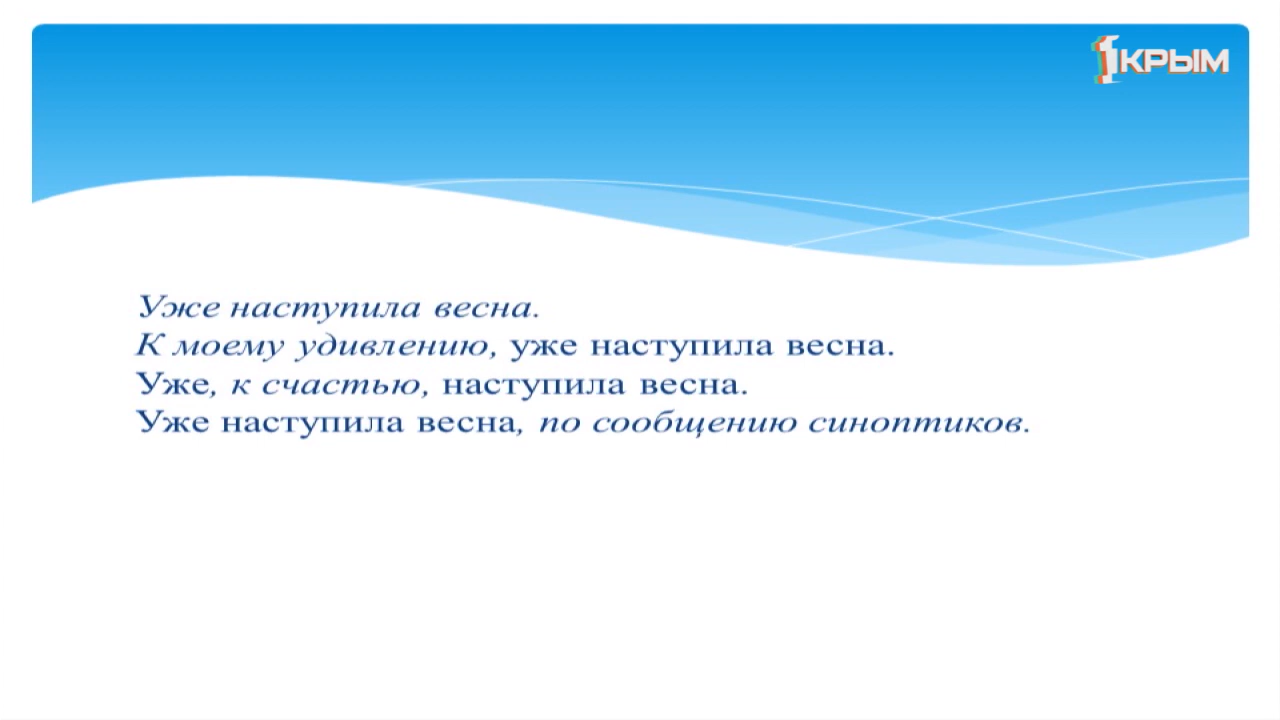 1КРЫМ
Уже наступила весна.
К моему удивлению, уже наступила весна.
Уже, к счастью, наступила весна.
Уже наступила весна, по сообщению синоптиков.